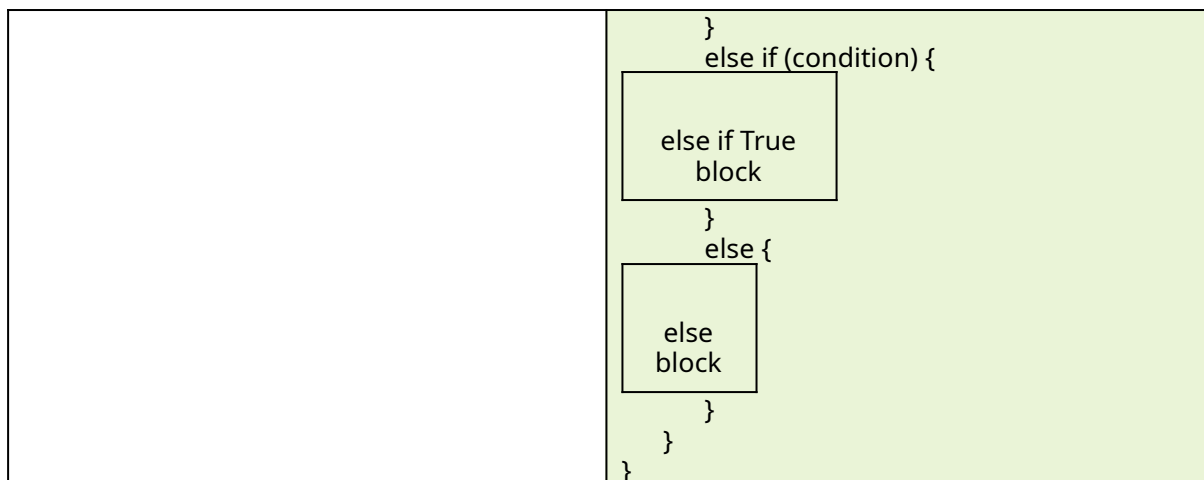 }
else if (condition) {
else if True
block
}
else {
else
block
}
}
}